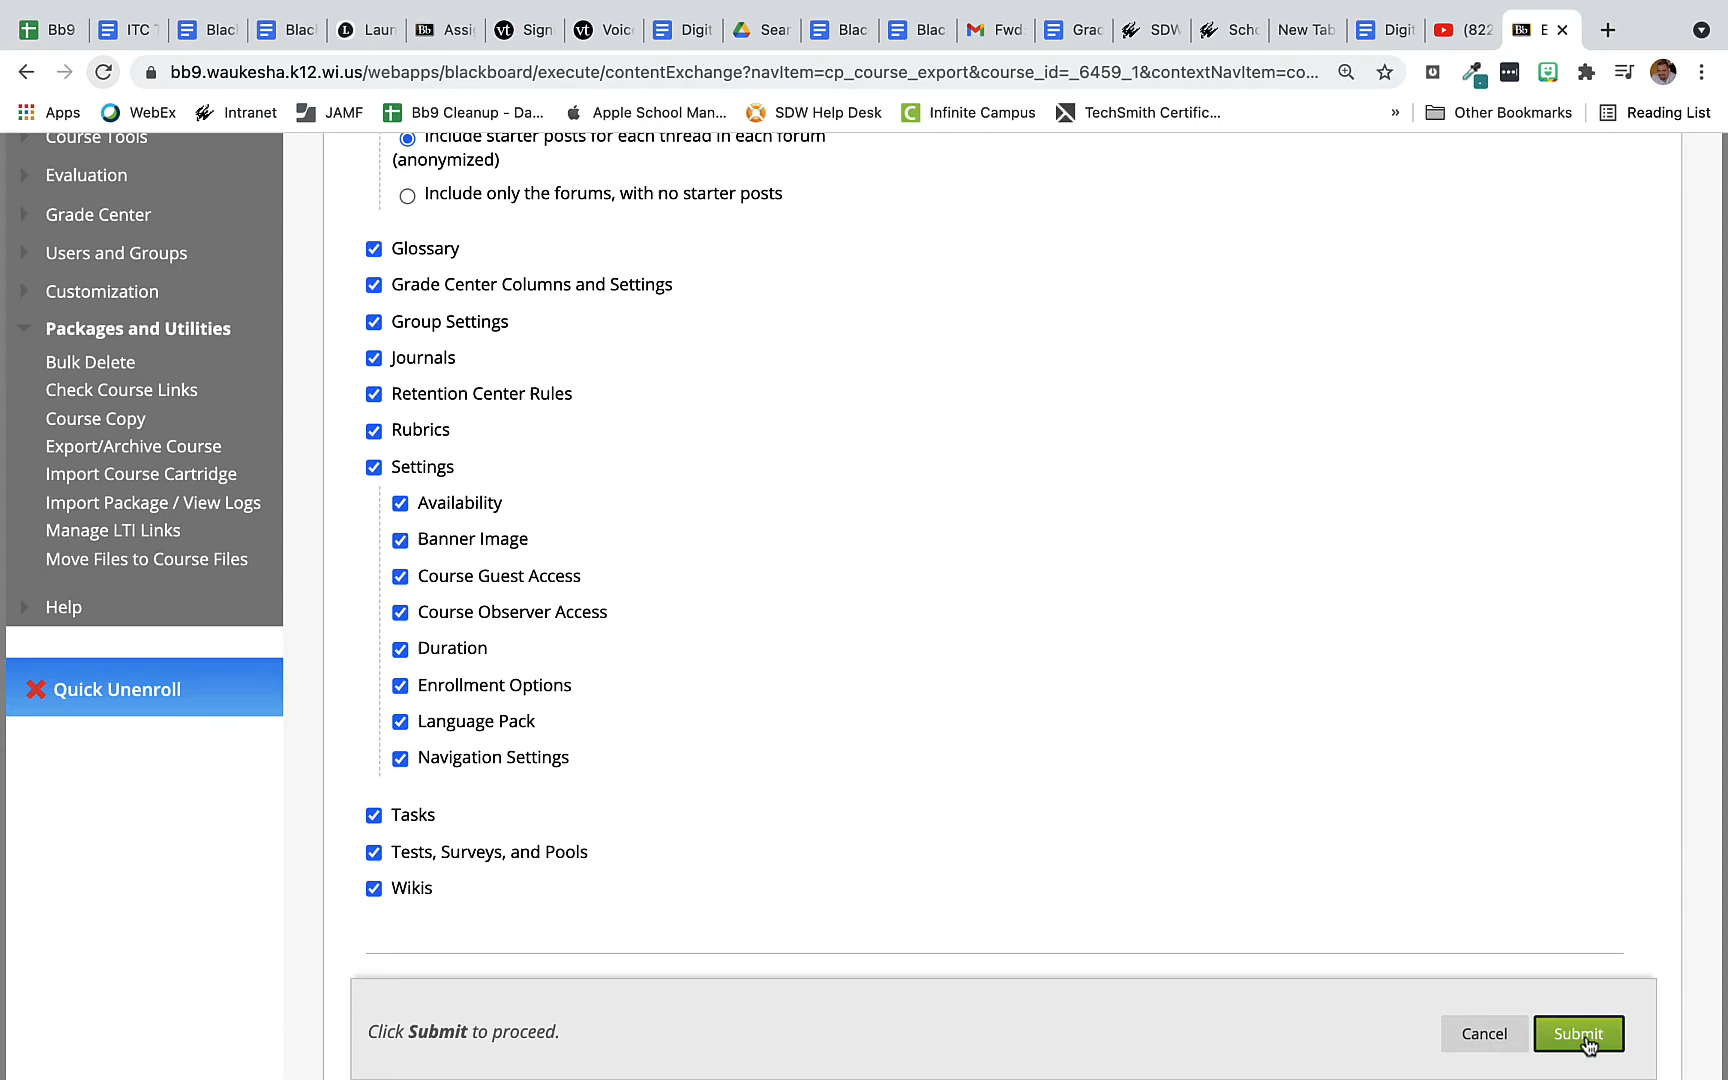 Bb9 ITC Blac Blac Laun Assi Sign Voic Digit Sear Blac Blac Fwd Grac SDW Scho New Tab Digit (822 E
bb9.waukesha.k12.wi.us/webapps/blackboard/execute/contentExchange?navItem=cp_course_export&course_id=_6459_1&contextNavItem=co...
Apps WebEx Intranet JAMF Bb9 Cleanup - Da... Apple School Man... SDW Help Desk Infinite Campus TechSmith Certific... » Other Bookmarks Reading List
Course Tools
Evaluation
Grade Center
Users and Groups
Customization
Packages and Utilities
Bulk Delete
Check Course Links
Course Copy
Export/Archive Course
Import Course Cartridge
Import Package / View Logs
Manage LTI Links
Move Files to Course Files
Help
Quick Unenroll
Include starter posts for each thread in each forum
(anonymized)
Include only the forums, with no starter posts
Glossary
Grade Center Columns and Settings
Group Settings
Journals
Retention Center Rules
Rubrics
Settings
Availability
Banner Image
Course Guest Access
Course Observer Access
Duration
Enrollment Options
Language Pack
Navigation Settings
Tasks
Tests, Surveys, and Pools
Wikis
Click Submit to proceed.
Cancel Submit